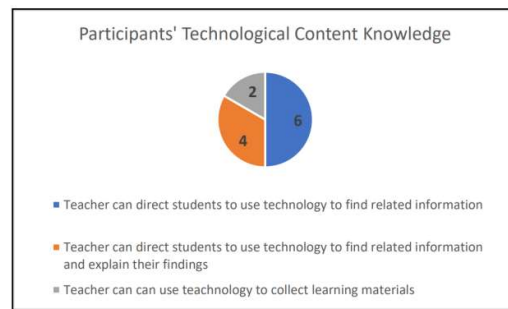 Participants' Technological Content Knowledge
2
6
4
Teacher can direct students to use technology to find related information
Teacher can direct students to use technology to find related information
and explain their findings
Teacher can can use teachnology to collect learning materials